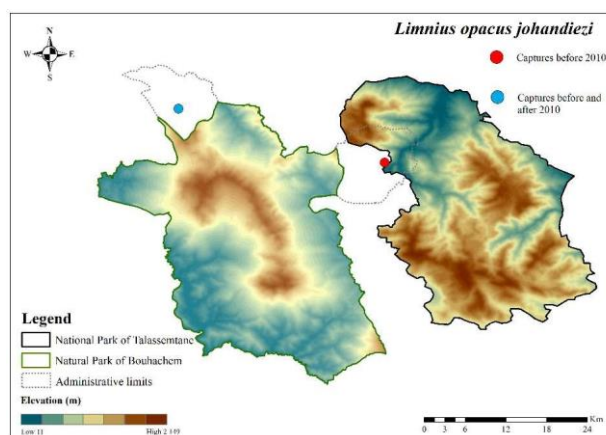 Limnius opacus johandiezi
N
W E
S
Captures before 2010
Captures before and
after 2010
Legend
National Park of Talassemtane
Natural Park of Bouhachem
Administrative limits
Elevation (m)
Low 11 High 2 149
0 3 6 12 18 24
Km